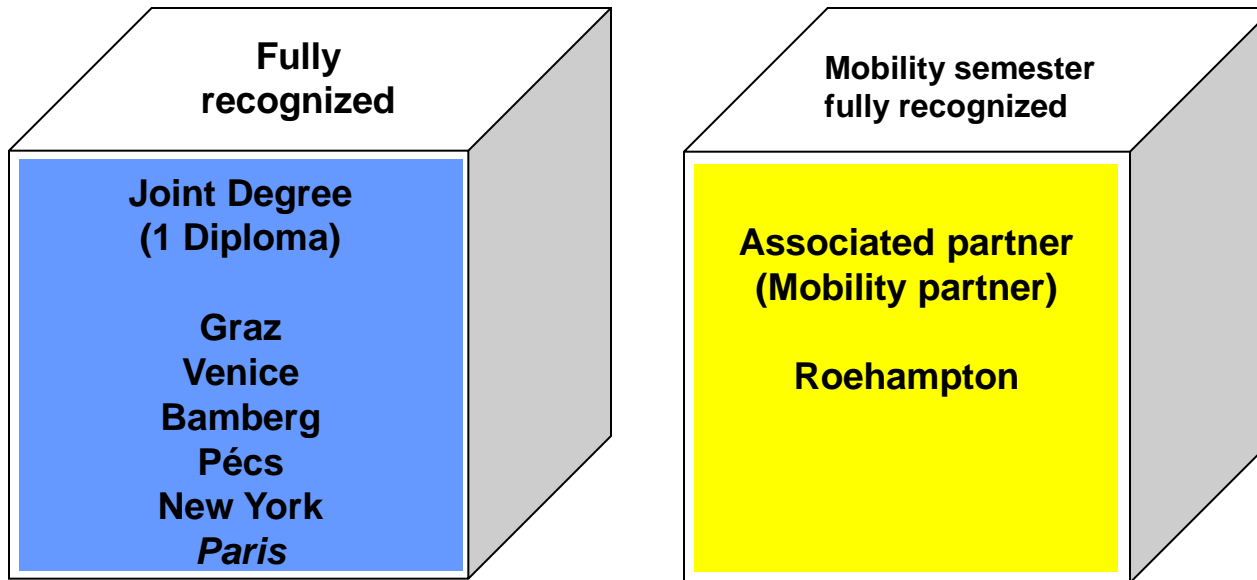 Fully
recognized
Joint Degree
(1 Diploma)
Graz
Venice
Bamberg
Pécs
New York
Paris
Mobility semester
fully recognized
Associated partner
(Mobility partner)
Roehampton